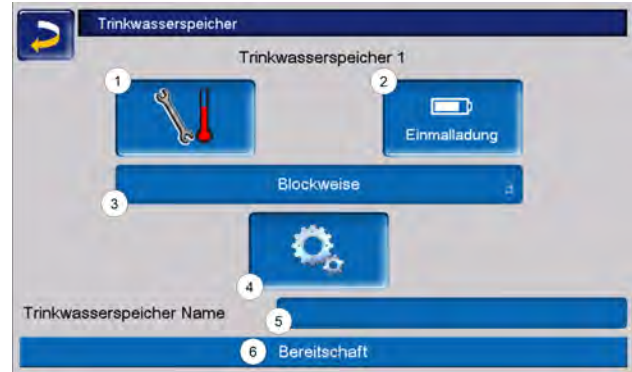 Trinkwasserspeicher
Trinkwasserspeicher 1
1
2
Einmalladung
Blockweise
3
4
Trinkwasserspeicher Name
5
6 Bereitschaft